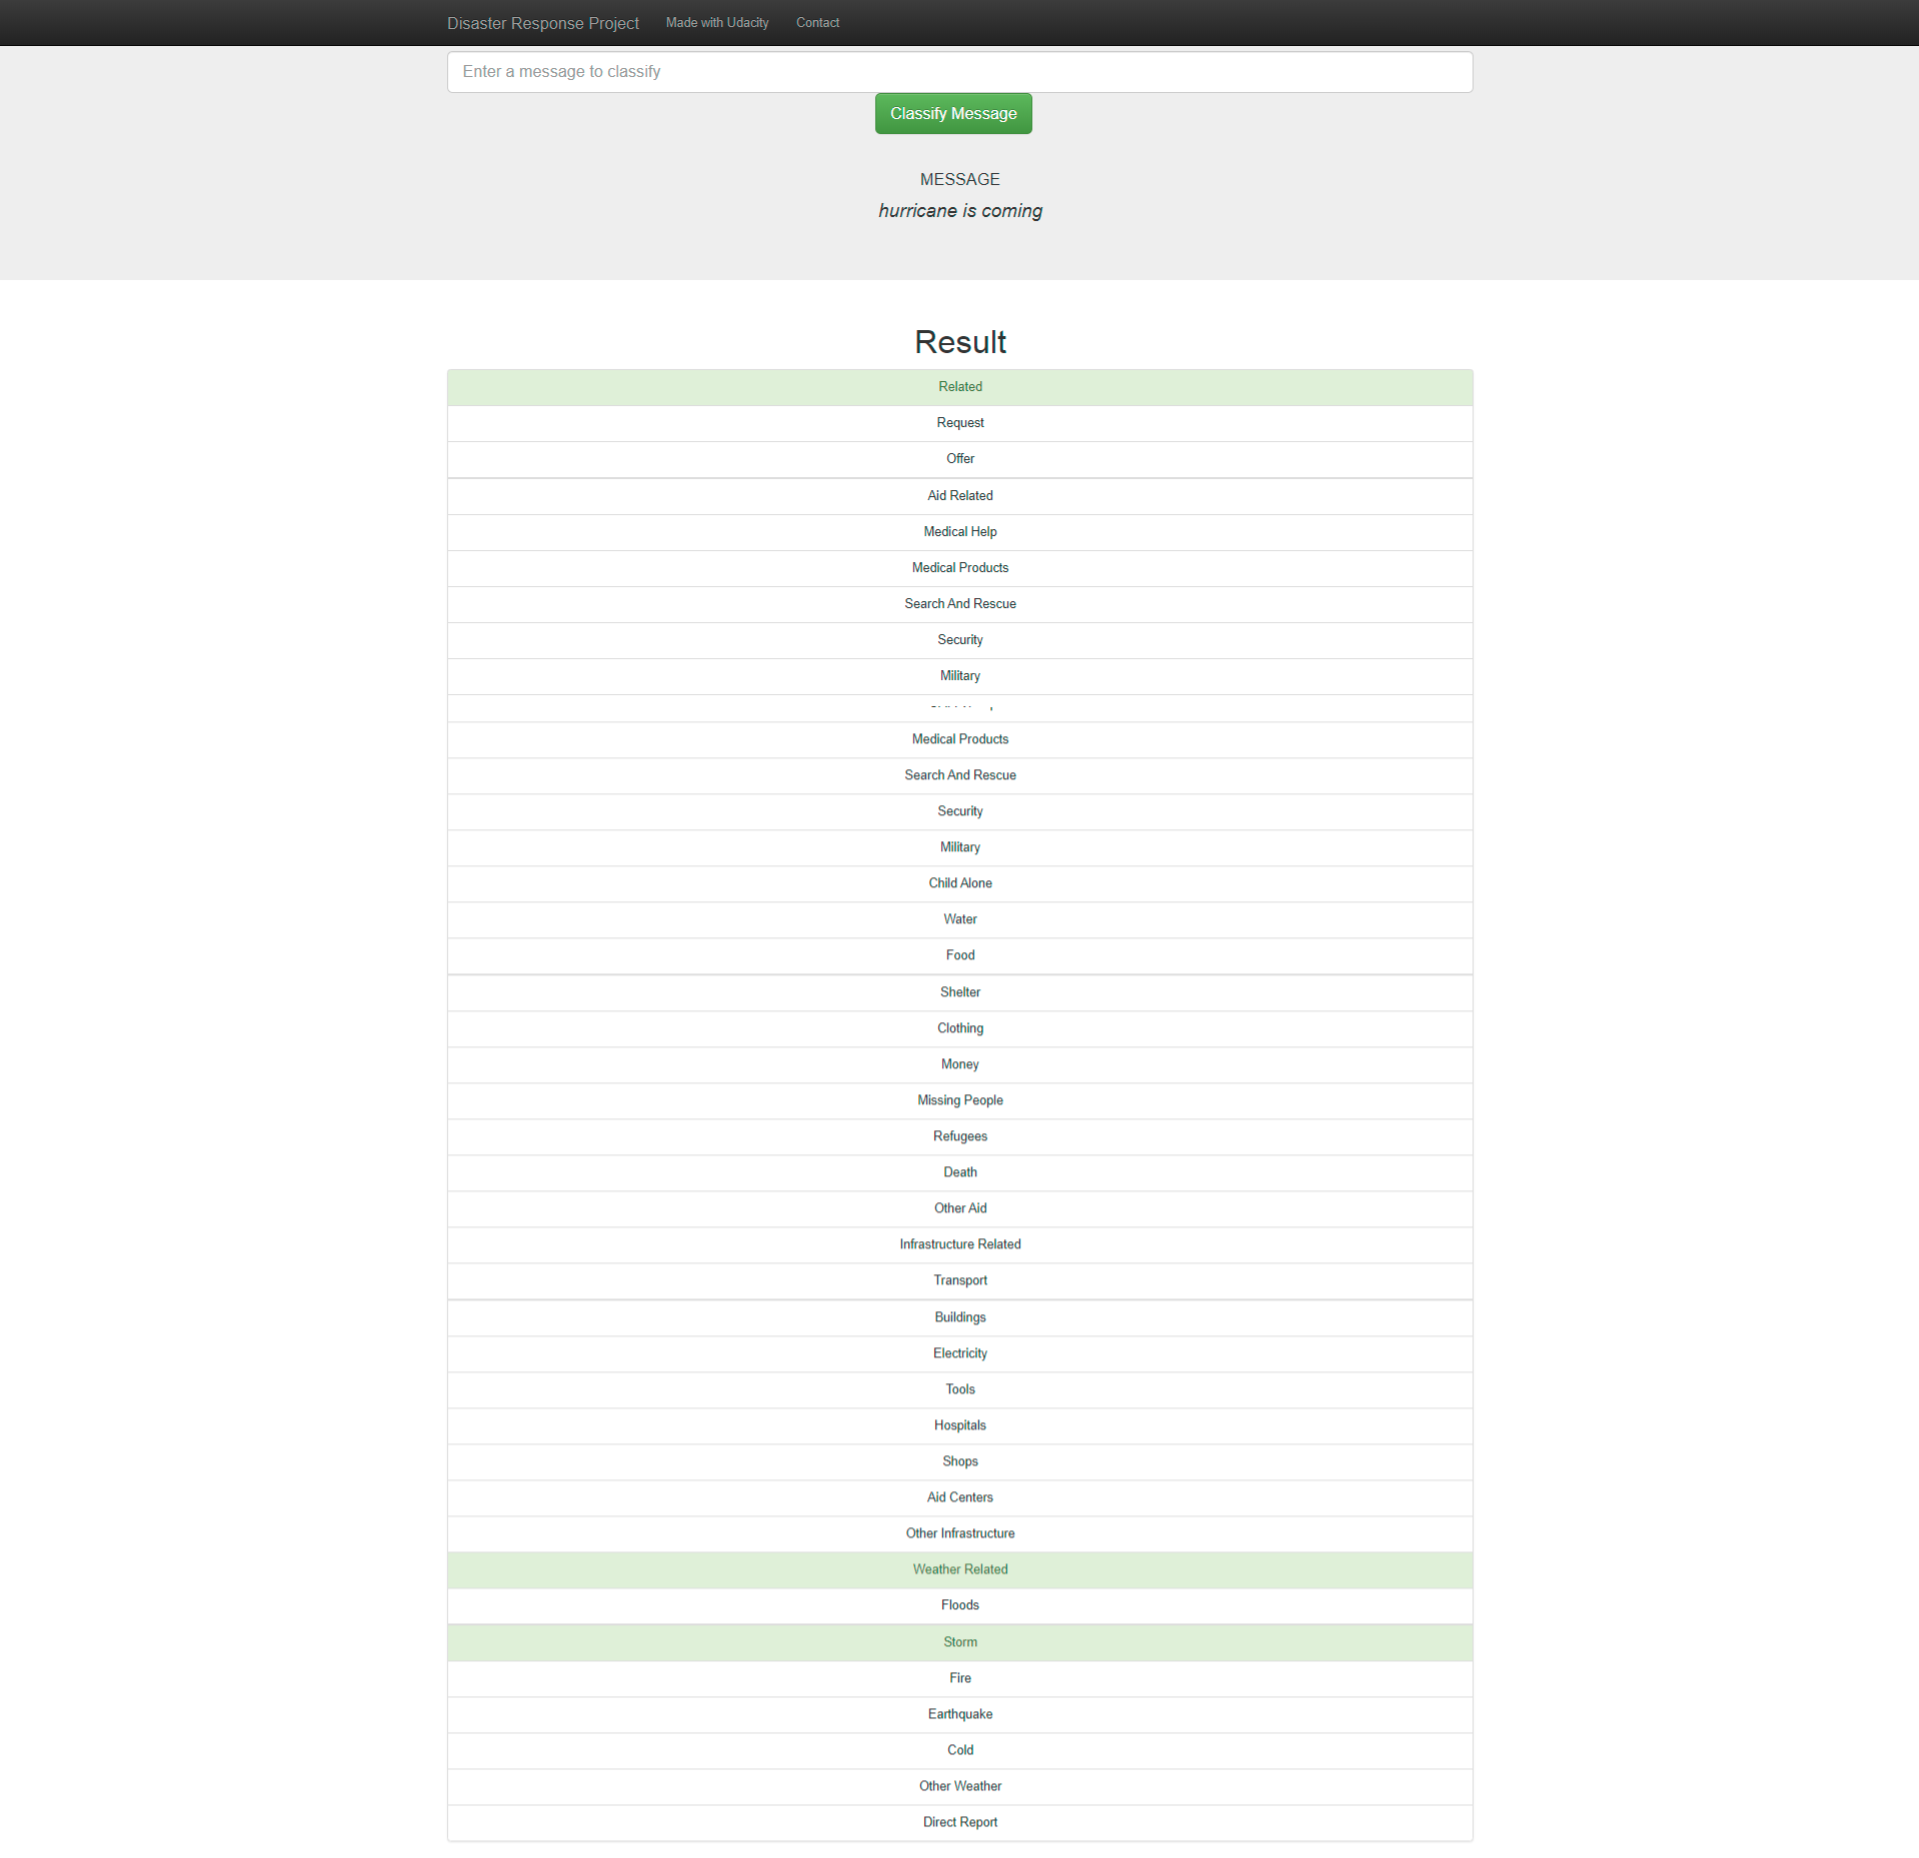 Disaster Response Project Made with Udacity Contact
Enter a message to classify
Classify Message
MESSAGE
hurricane is coming
Result
Related
Request
Offer
Aid Related
Medical Help
Medical Products
Search And Rescue
Security
Military
Medical Products
Search And Rescue
Security
Military
Child Alone
Water
Food
Shelter
Clothing
Money
Missing People
Refugees
Death
Other Aid
Infrastructure Related
Transport
Buildings
Electricity
Tools
Hospitals
Shops
Aid Centers
Other Infrastructure
Weather Related
Floods
Storm
Fire
Earthquake
Cold
Other Weather
Direct Report